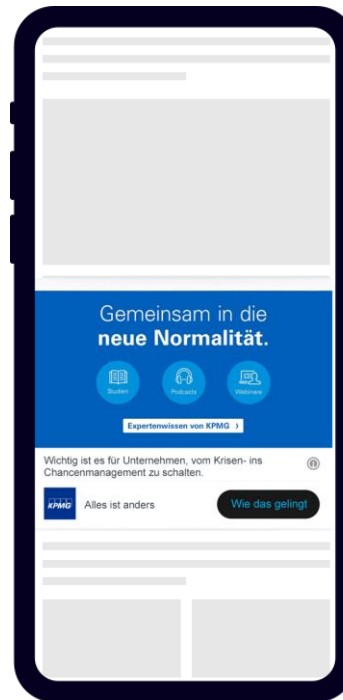 Gemeinsam in die
neue Normalität.
Studien
Podcasts
Webinare
Expertenwissen von KPMG
Wichtig ist es für Unternehmen, vom Krisen- ins
Chancenmanagement zu schalten.
KPMG
Alles ist anders
Wie das gelingt